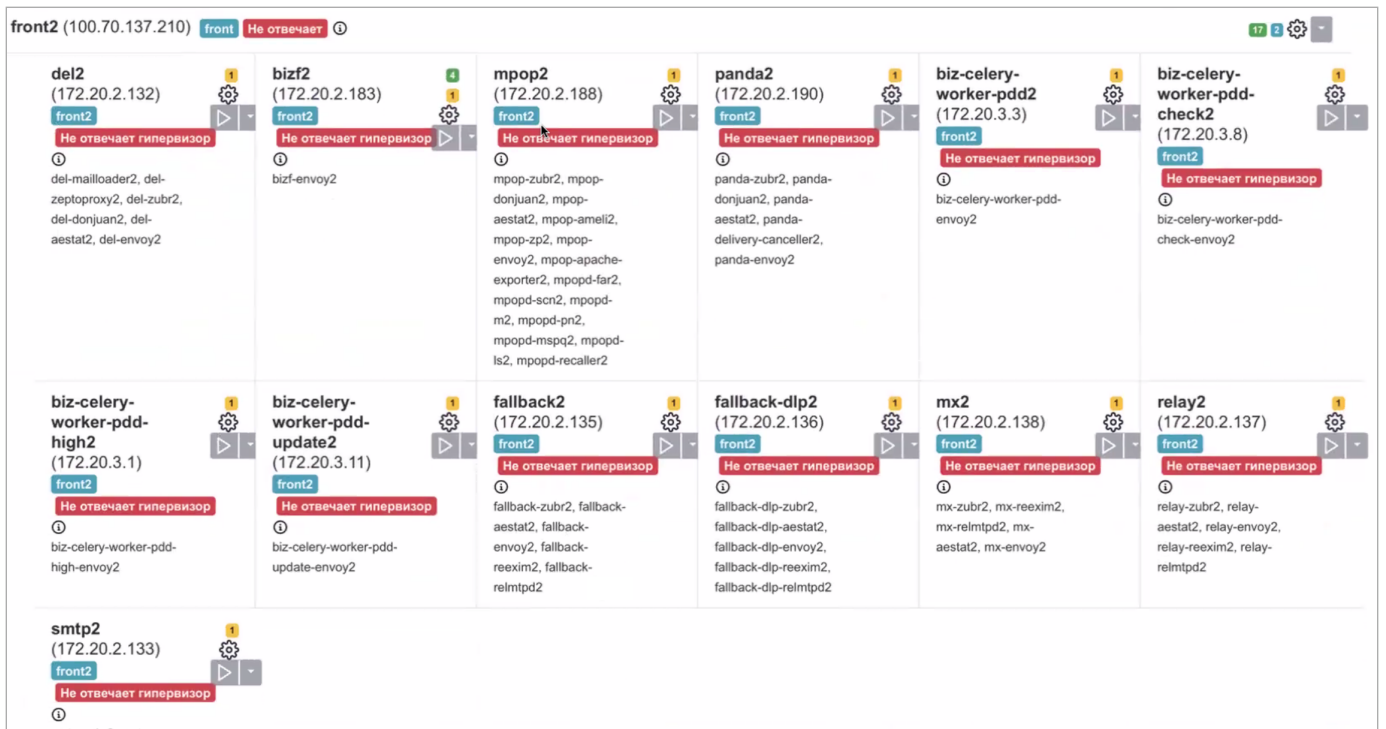 front2 (100.70.137.210) front Не отвечает
17 2
del2
(172.20.2.132)
1
front2
Не отвечает гипервизор
del-mailloader2, del-
zeptoproxy2, del-zubr2,
del-donjuan2, del-
aestat2, del-envoy2
bizf2
(172.20.2.183)
4
1
front2
Не отвечает гипервизор
bizf-envoy2
mpop2
(172.20.2.188)
1
front2
Не отвечает гипервизор
mpop-zubr2, mpop-
donjuan2, mpop-
aestat2, mpop-ameli2,
mpop-zp2, mpop-
envoy2, mpop-apache-
exporter2, mpopd-far2,
mpopd-scn2, mpopd-
m2, mpopd-pn2,
mpopd-mspq2, mpopd-
ls2, mpopd-recaller2
panda2
(172.20.2.190)
1
front2
Не отвечает гипервизор
panda-zubr2, panda-
donjuan2, panda-
aestat2, panda-
delivery-canceller2,
panda-envoy2
biz-celery-
worker-pdd2
(172.20.3.3)
1
front2
Не отвечает гипервизор
biz-celery-worker-pdd-
envoy2
biz-celery-
worker-pdd-
check2
(172.20.3.8)
1
front2
Не отвечает гипервизор
biz-celery-worker-pdd-
check-envoy2
biz-celery-
worker-pdd-
high2
(172.20.3.1)
1
front2
Не отвечает гипервизор
biz-celery-worker-pdd-
high-envoy2
biz-celery-
worker-pdd-
update2
(172.20.3.11)
1
front2
Не отвечает гипервизор
biz-celery-worker-pdd-
update-envoy2
fallback2
(172.20.2.135)
1
front2
Не отвечает гипервизор
fallback-zubr2, fallback-
aestat2, fallback-
envoy2, fallback-
reexim2, fallback-
relmtpd2
fallback-dlp2
(172.20.2.136)
1
front2
Не отвечает гипервизор
fallback-dlp-zubr2,
fallback-dlp-aestat2,
fallback-dlp-envoy2,
fallback-dlp-reexim2,
fallback-dlp-relmtpd2
mx2
(172.20.2.138)
1
front2
Не отвечает гипервизор
mx-zubr2, mx-reexim2,
mx-relmtpd2, mx-
aestat2, mx-envoy2
relay2
(172.20.2.137)
1
front2
Не отвечает гипервизор
relay-zubr2, relay-
aestat2, relay-envoy2,
relay-reexim2, relay-
relmtpd2
smtp2
(172.20.2.133)
1
front2
Не отвечает гипервизор